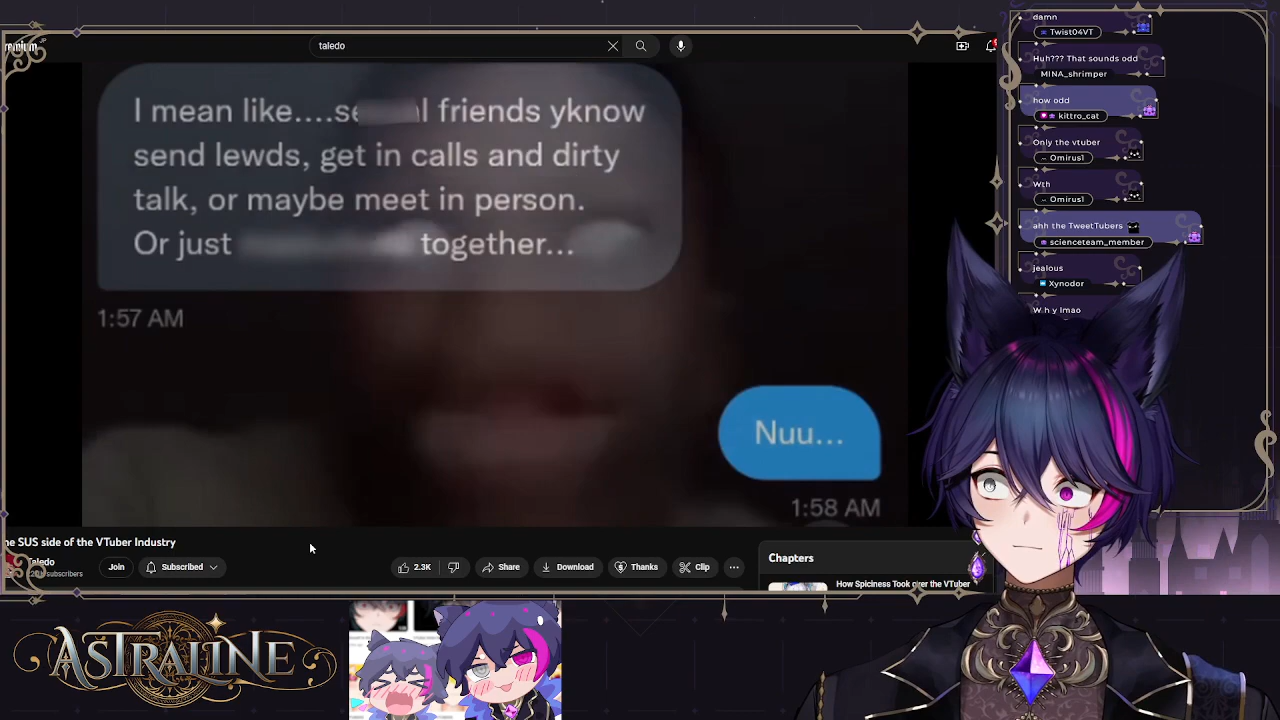 taledo
I mean like....se l friends yknow
send lewds, get in calls and dirty
talk, or maybe meet in person.
Or just together...
1:57 AM
Nuu...
1:58 AM
SUS side of the VTuber Industry
Taledo
subscribers
Join
Subscribed
2.3K
Share
Download
Thanks
Clip
...
Chapters
How Spiciness Took over the VTuber
damn
Twist04VT
Huh??? That sounds odd
MINA_shrimper
how odd
kittro_cat
Only the vtuber
Omirus1
Wth
Omirus1
ahh the TweetTubers
scienceteam_member
jealous
Xynodor
W h y lmao
ASTRALINE